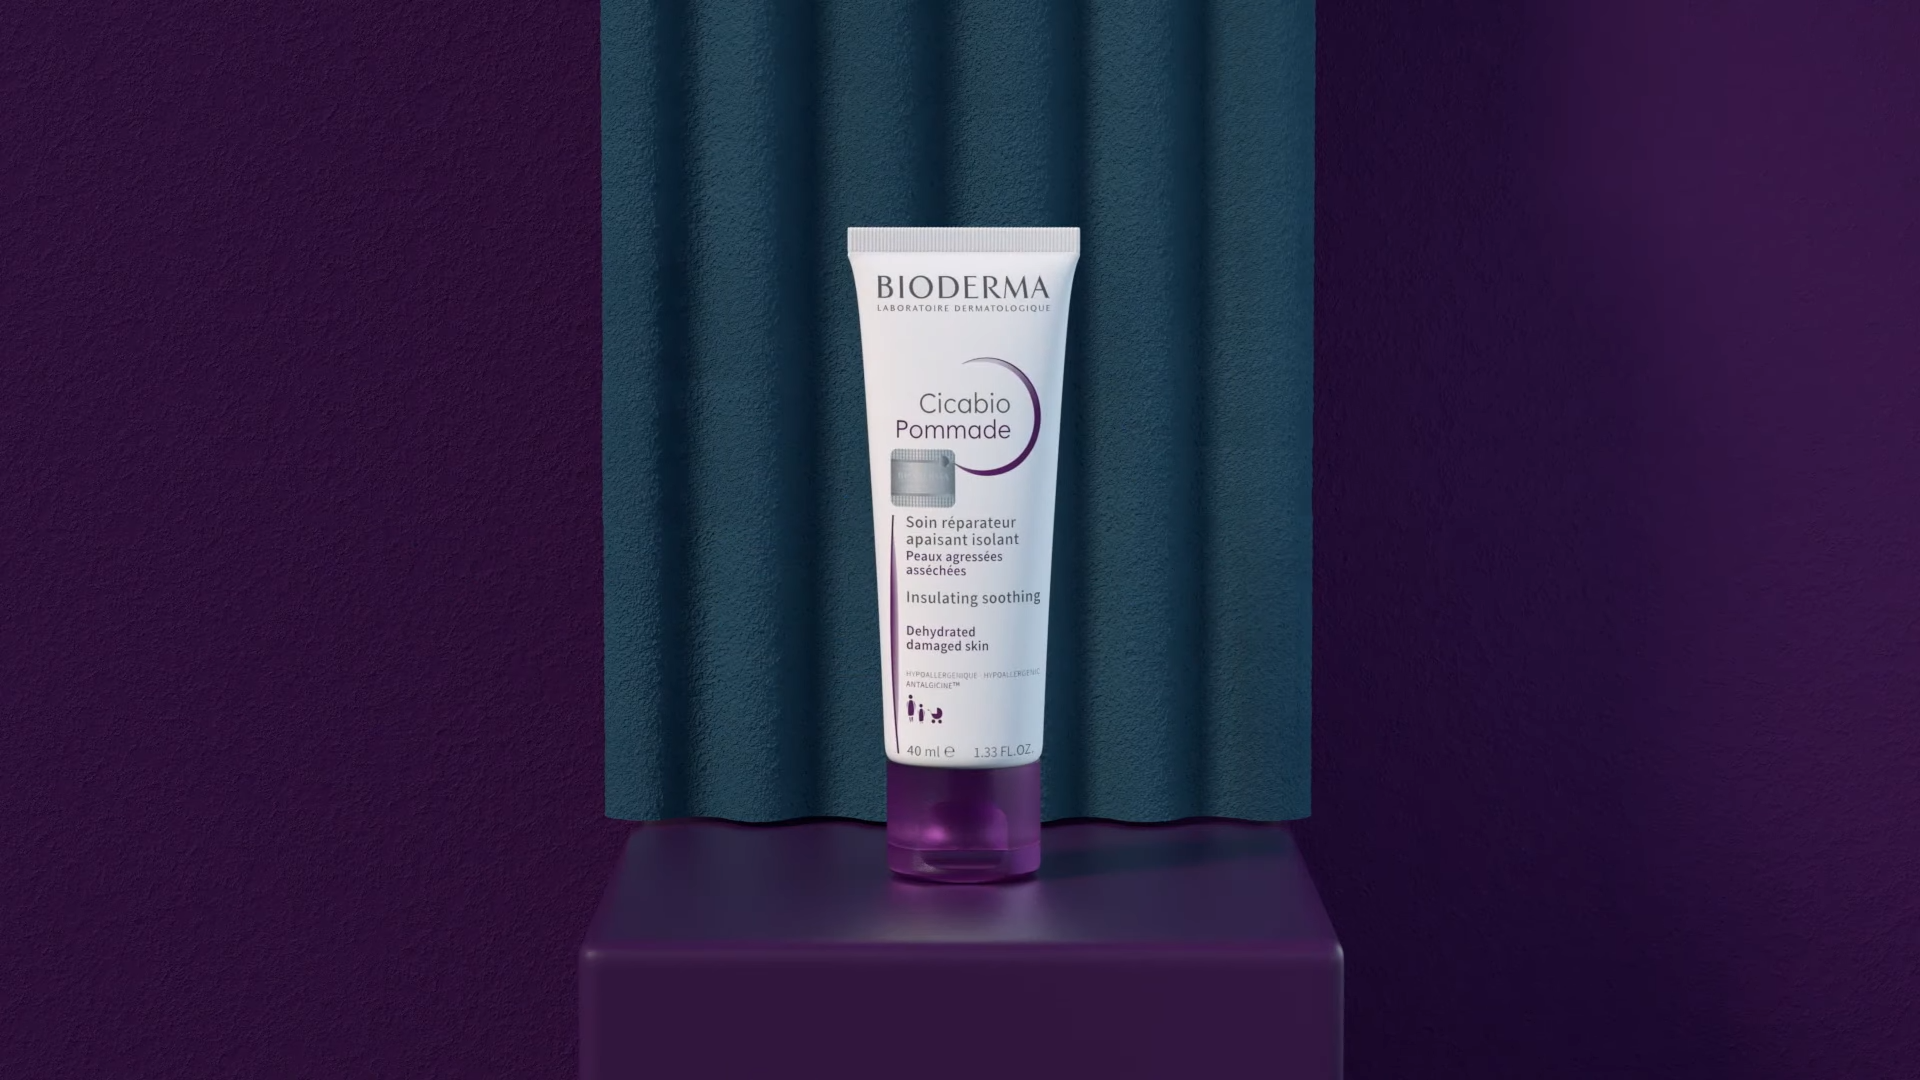 BIODERMA
LABORATOIRE DERMATOLOGIQUE
Cicabio
Pommade
Soin réparateur
apaisant isolant
Peaux agressées
asséchées
Insulating soothing
Dehydrated
damaged skin
HYPOALLERGÉNIQUE - HYPOALLERGENIC
ANTALGICINE™
40 ml ℮ 1.33 FL.OZ.